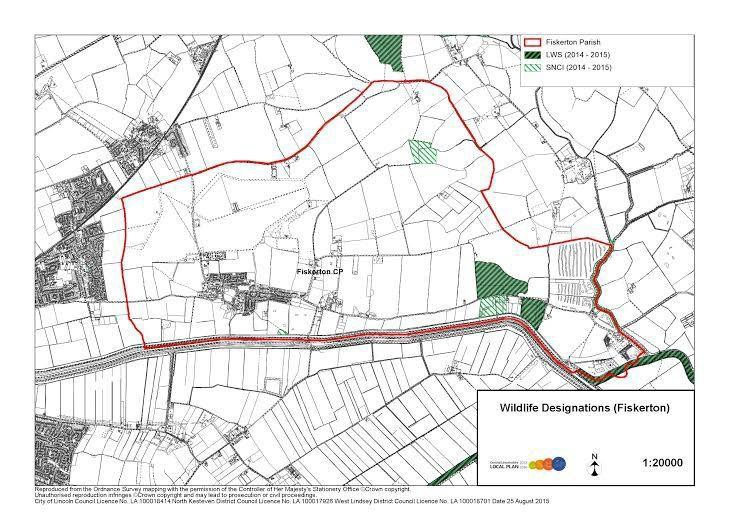 Fiskerton Parish
LWS (2014 - 2015)
SNCI (2014 - 2015)
Fiskerton CP
Wildlife Designations (Fiskerton)
LOCAL PLAN
N
1:20000
Reproduced from the Ordnance Survey mapping with the permission of the Controller of Her Majesty's Stationery Office ©Crown copyright.
Unauthorised reproduction infringes ©Crown copyright and may lead to prosecution or civil proceedings.
City of Lincoln Council Licence No. LA 100018414 North Kesteven District Council Licence No. LA 100017926 West Lindsey District Council Licence No. LA 100018701 Date 25 August 2015